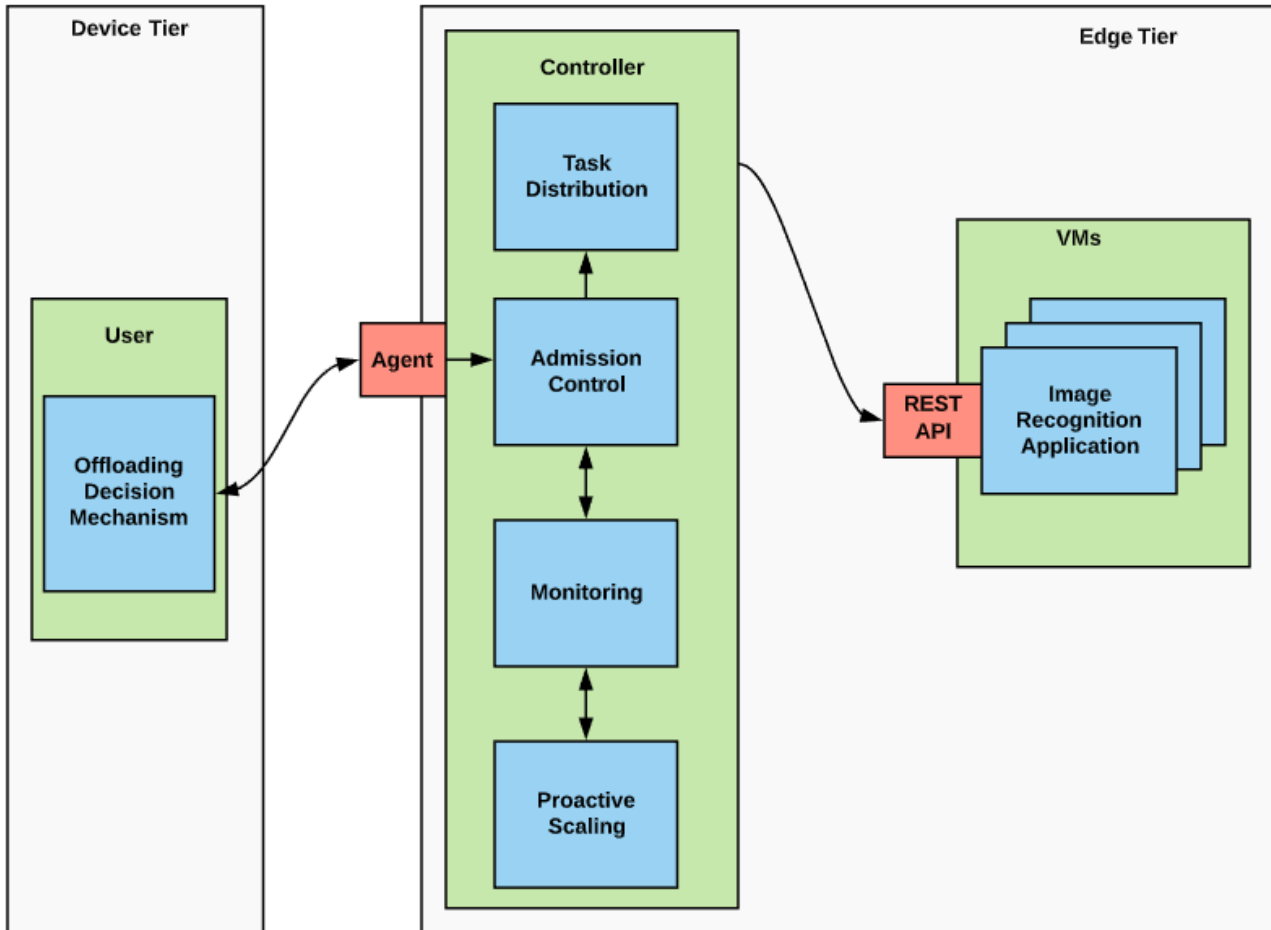 Device Tier
Edge Tier
Controller
Task
Distribution
VMs
User
Agent
Admission
Control
REST
API
Image
Recognition
Application
Offloading
Decision
Mechanism
Monitoring
Proactive
Scaling